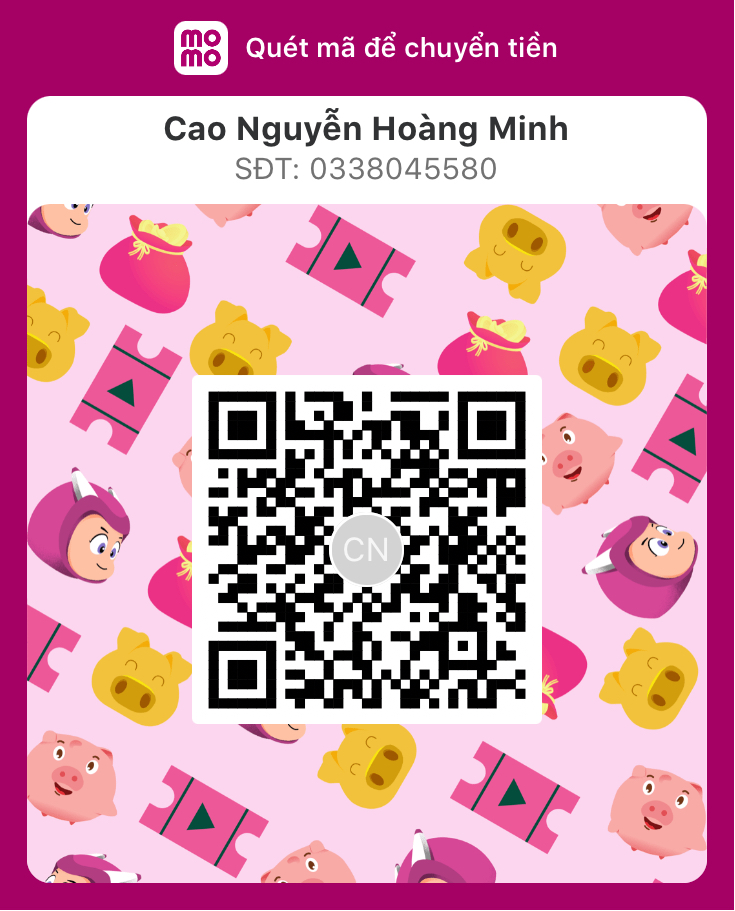 momo
Quét mã để chuyển tiền
Cao Nguyễn Hoàng Minh
SĐT: 0338045580
CN